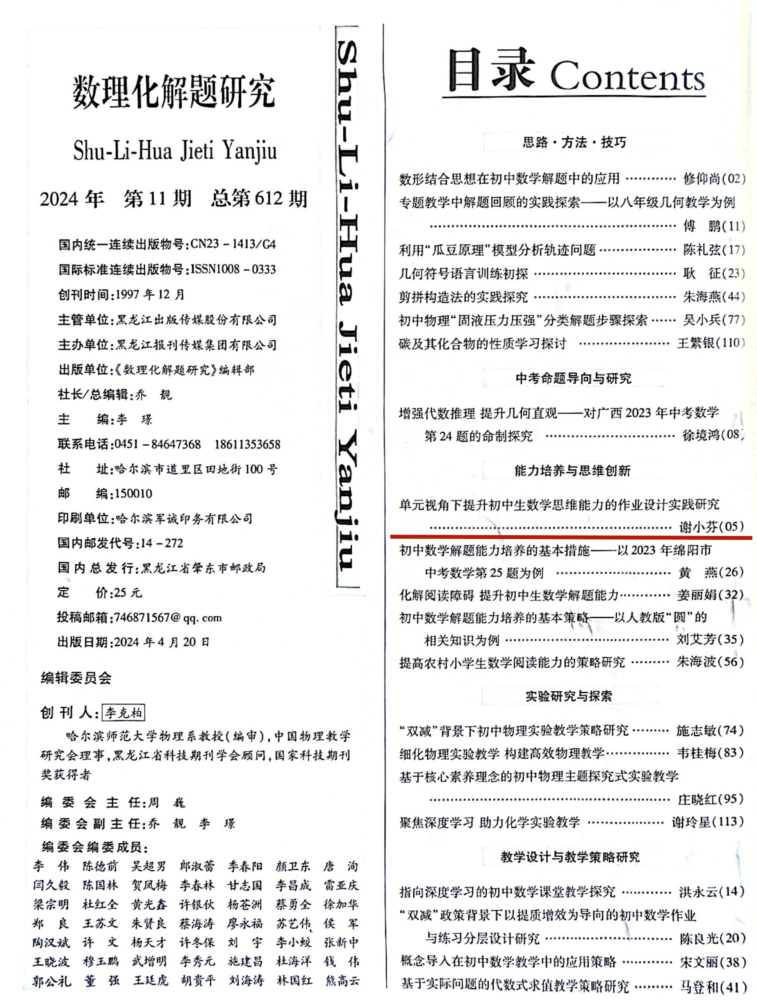 数理化解题研究
Shu-Li-Hua Jieti Yanjiu
2024年 第11期 总第612期
国内统一连续出版物号:CN23-1413/G4
国际标准连续出版物号:ISSN1008-0333
创刊时间:1997年12月
主管单位:黑龙江出版传媒股份有限公司
主办单位:黑龙江报刊传媒集团有限公司
出版单位:《数理化解题研究》编辑部
社长/总编辑:乔 靓
主 编:李 璟
联系电话:0451-84647368 18611353658
社 址:哈尔滨市道里区田地街100号
邮 编:150010
印刷单位:哈尔滨军诚印务有限公司
国内邮发代号:14-272
国内总发行:黑龙江省肇东市邮政局
定 价:25元
投稿邮箱:746871567@qq.com
出版日期:2024年4月20日
编辑委员会
创刊人:李克柏
哈尔滨师范大学物理系教授(编审),中国物理教学
研究会理事,黑龙江省科技期刊学会顾问,国家科技期刊
奖获得者
编委会主任:周 巍
编委会副主任:乔 靓 李 璟
编委会编委成员:
李 伟 陈德前 吴超男 郎淑蕾 季春阳 颜卫东 唐 洵
闫久毅 陈国林 贺凤梅 李春林 甘志国 李昌成 雷亚庆
梁宗明 杜红全 黄光鑫 许银伙 杨苍洲 蔡勇全 徐加华
郑 良 王苏文 朱贤良 蔡海涛 廖永福 苏艺伟 侯 军
陶汉斌 许 文 杨天才 许冬保 刘 宇 李小蛟 张新中
王晓波 穆玉鹏 武增明 李秀元 施建昌 杜海洋 钱 伟
郭公礼 董 强 王廷虎 胡贵平 刘海涛 林国红 熊高云
Shu-Li-Hua Jieti Yanjiu
目录 Contents
思路·方法·技巧
数形结合思想在初中数学解题中的应用 ………… 修仰尚(02)
专题教学中解题回顾的实践探索——以八年级几何教学为例
………………………………………………… 傅 鹏(11)
利用“瓜豆原理”模型分析轨迹问题……………… 陈礼弦(17)
几何符号语言训练初探 …………………………… 耿 征(23)
剪拼构造法的实践探究 …………………………… 朱海燕(44)
初中物理“固液压力压强”分类解题步骤探索…… 吴小兵(77)
碳及其化合物的性质学习探讨 ………………… 王繁银(110)
中考命题导向与研究
增强代数推理 提升几何直观——对广西2023年中考数学
第24题的命制探究 ………………………… 徐境鸿(08)
能力培养与思维创新
单元视角下提升初中生数学思维能力的作业设计实践研究
………………………………………………… 谢小芬(05)
初中数学解题能力培养的基本措施——以2023年绵阳市
中考数学第25题为例 ……………………… 黄 燕(26)
化解阅读障碍 提升初中生数学解题能力………… 姜丽娟(32)
初中数学解题能力培养的基本策略——以人教版“圆”的
相关知识为例 ………………………………… 刘艾芳(35)
提高农村小学生数学阅读能力的策略研究 ……… 朱海波(56)
实验研究与探索
“双减”背景下初中物理实验教学策略研究……… 施志敏(74)
细化物理实验教学 构建高效物理教学…………… 韦桂梅(83)
基于核心素养理念的初中物理主题探究式实验教学
………………………………………………… 庄晓红(95)
聚焦深度学习 助力化学实验教学 ……………… 谢玲星(113)
教学设计与教学策略研究
指向深度学习的初中数学课堂教学探究 ………… 洪永云(14)
“双减”政策背景下以提质增效为导向的初中数学作业
与练习分层设计研究 ………………………… 陈良光(20)
概念导入在初中数学教学中的应用策略 ………… 宋文丽(38)
基于实际问题的代数式求值教学策略研究 ……… 马登和(41)